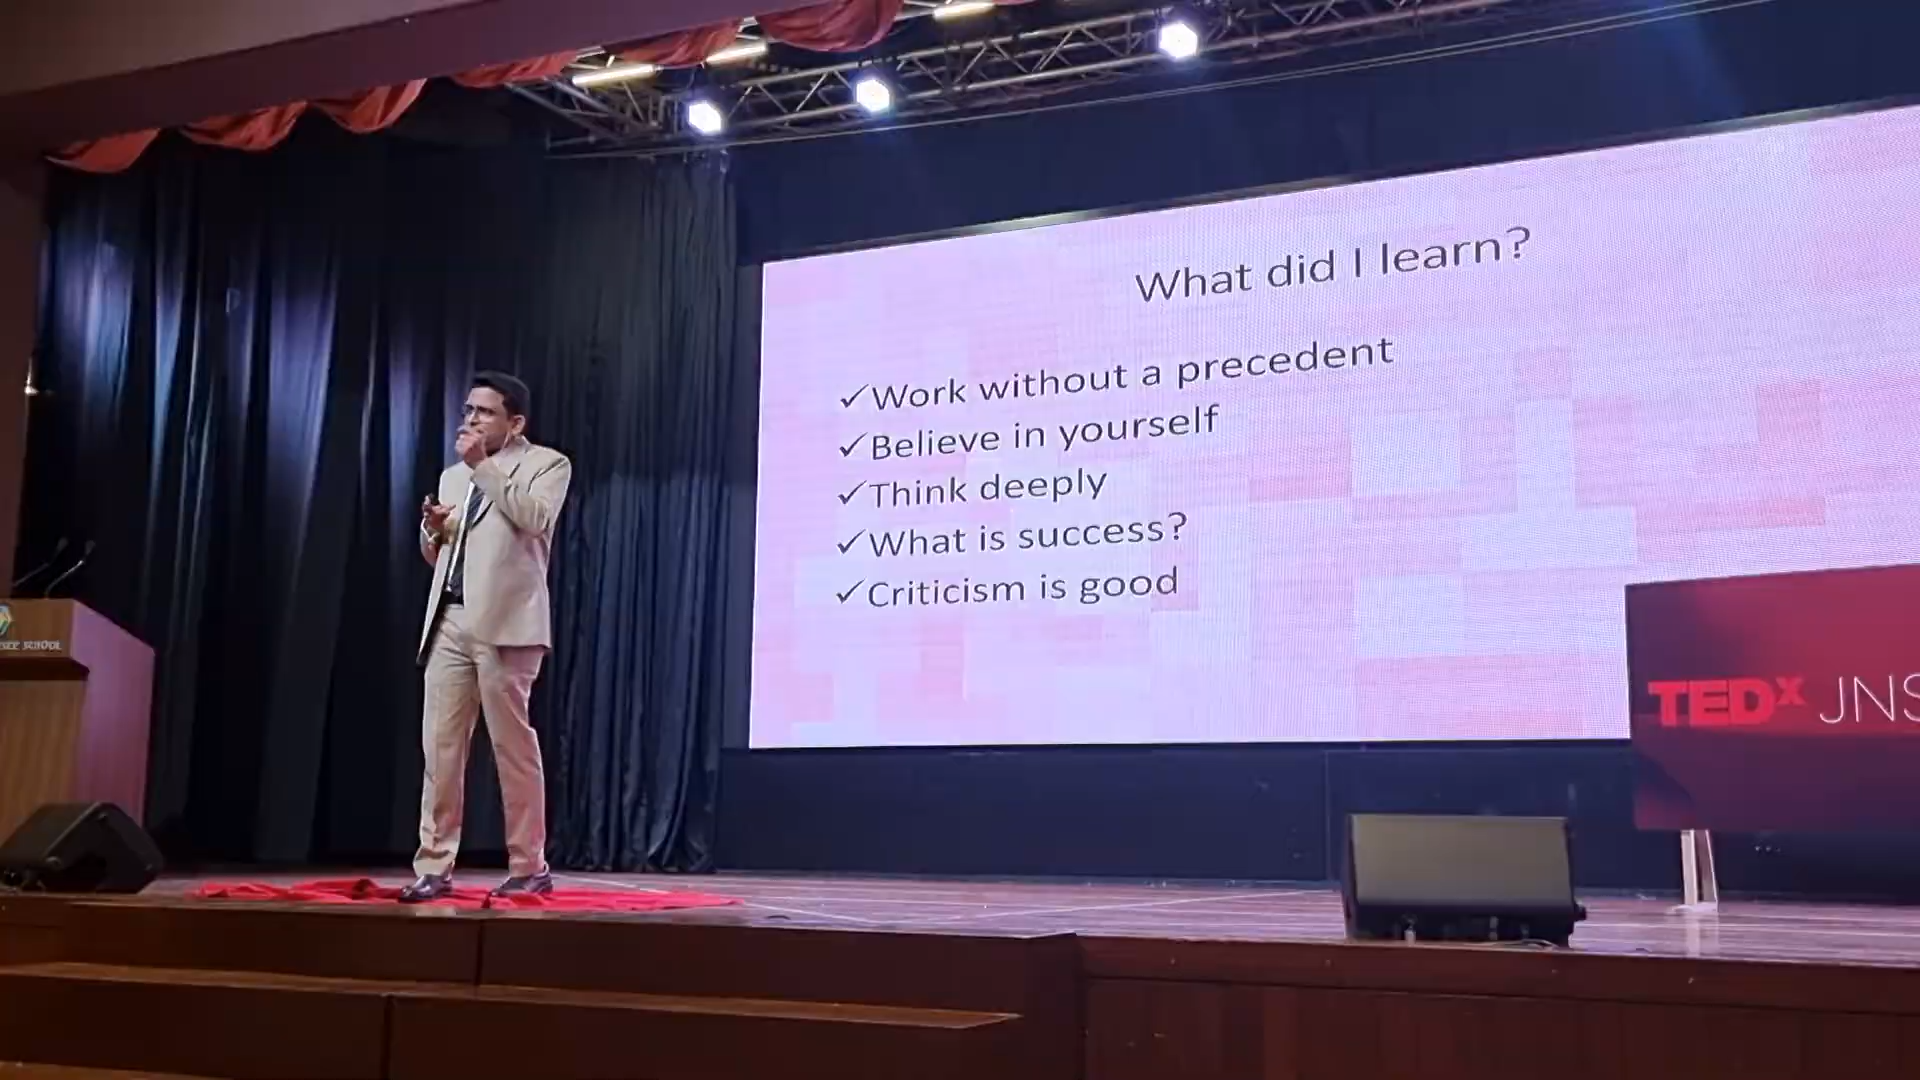 What did I learn?
✓Work without a precedent
✓Believe in yourself
✓Think deeply
✓What is success?
✓Criticism is good
TEDx JNS
SCHOOL